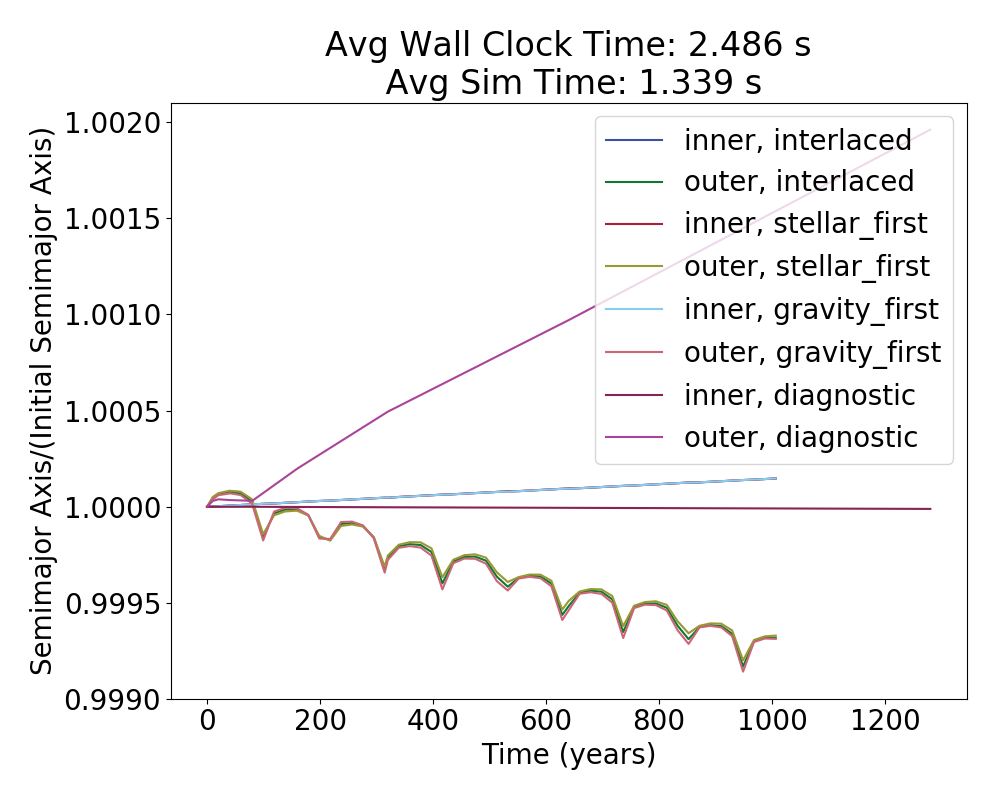 Avg Wall Clock Time: 2.486 s
Avg Sim Time: 1.339 s
Semimajor Axis/(Initial Semimajor Axis)
1.0020
1.0015
1.0010
1.0005
1.0000
0.9995
0.9990
inner, interlaced
outer, interlaced
inner, stellar_first
outer, stellar_first
inner, gravity_first
outer, gravity_first
inner, diagnostic
outer, diagnostic
0 200 400 600 800 1000 1200
Time (years)